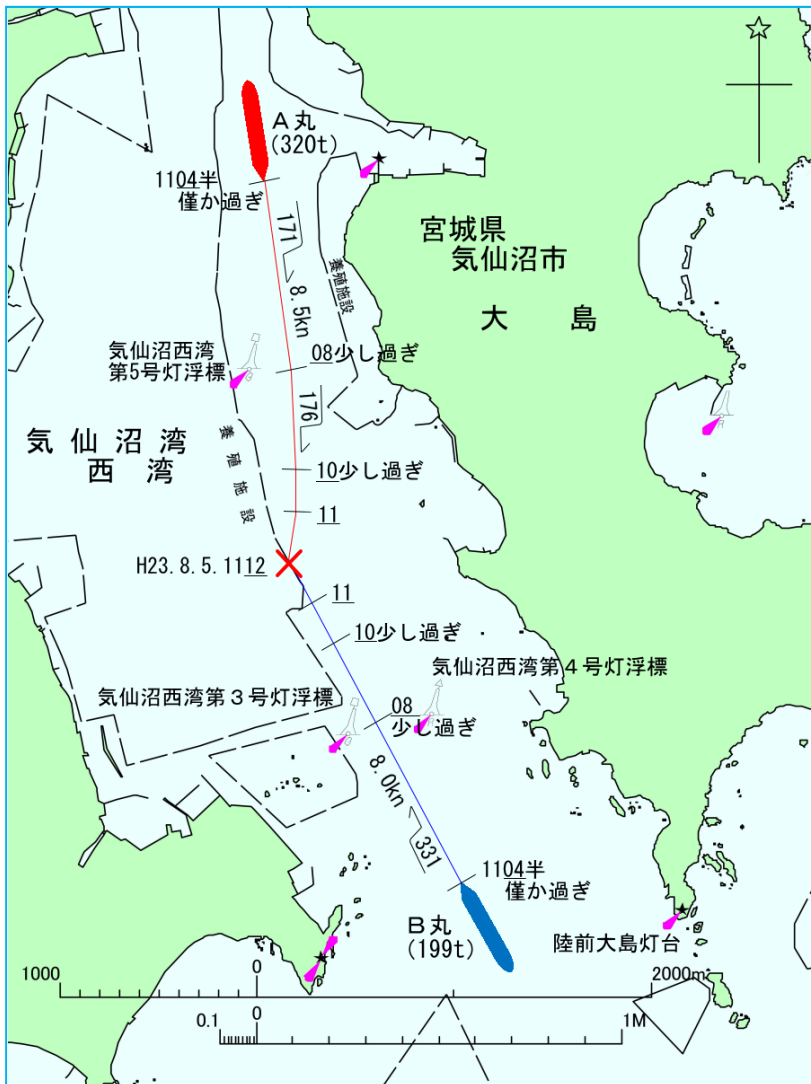 A丸
(320t)
1104半
僅か過ぎ
171
8.5kn
養殖施設
宮城県
気仙沼市
大島
気仙沼西湾
第5号灯浮標
08少し過ぎ
176
気仙沼湾
西湾
養殖施設
10少し過ぎ
11
H23.8.5.1112
11
10少し過ぎ
気仙沼西湾第4号灯浮標
気仙沼西湾第3号灯浮標
08
少し過ぎ
8.0kn
331
1104半
僅か過ぎ
B丸
(199t)
陸前大島灯台
1000 0 2000m
0.1 0 1M